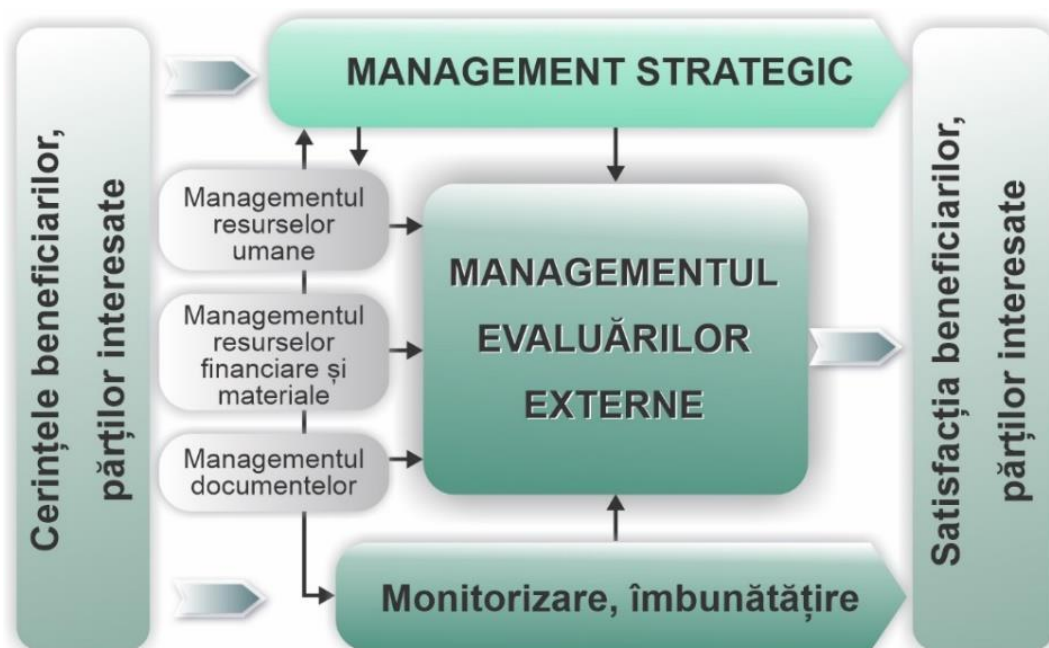 Cerințele beneficiarilor,
părților interesate
MANAGEMENT STRATEGIC
Managementul
resurselor
umane
Managementul
resurselor
financiare și
materiale
Managementul
documentelor
MANAGEMENTUL
EVALUĂRILOR
EXTERNE
Monitorizare, îmbunătățire
Satisfacția beneficiarilor,
părților interesate